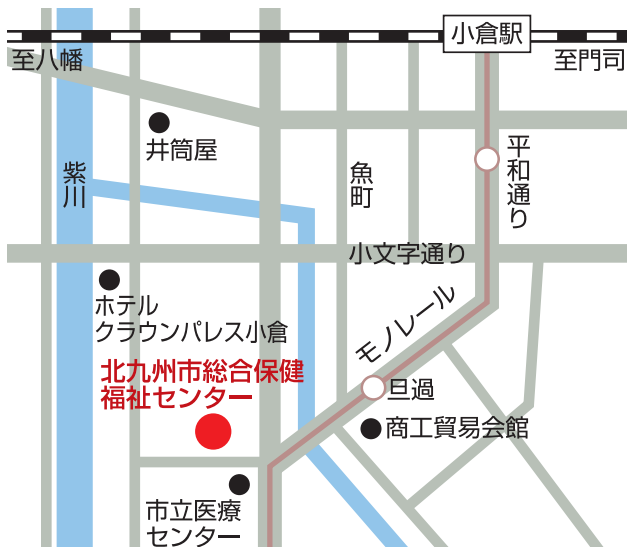 小倉駅
至八幡
至門司
井筒屋
紫川
魚町
平和通り
小文字通り
ホテル
クラウンパレス小倉
モノレール
北九州市総合保健
福祉センター
旦過
商工貿易会館
市立医療
センター